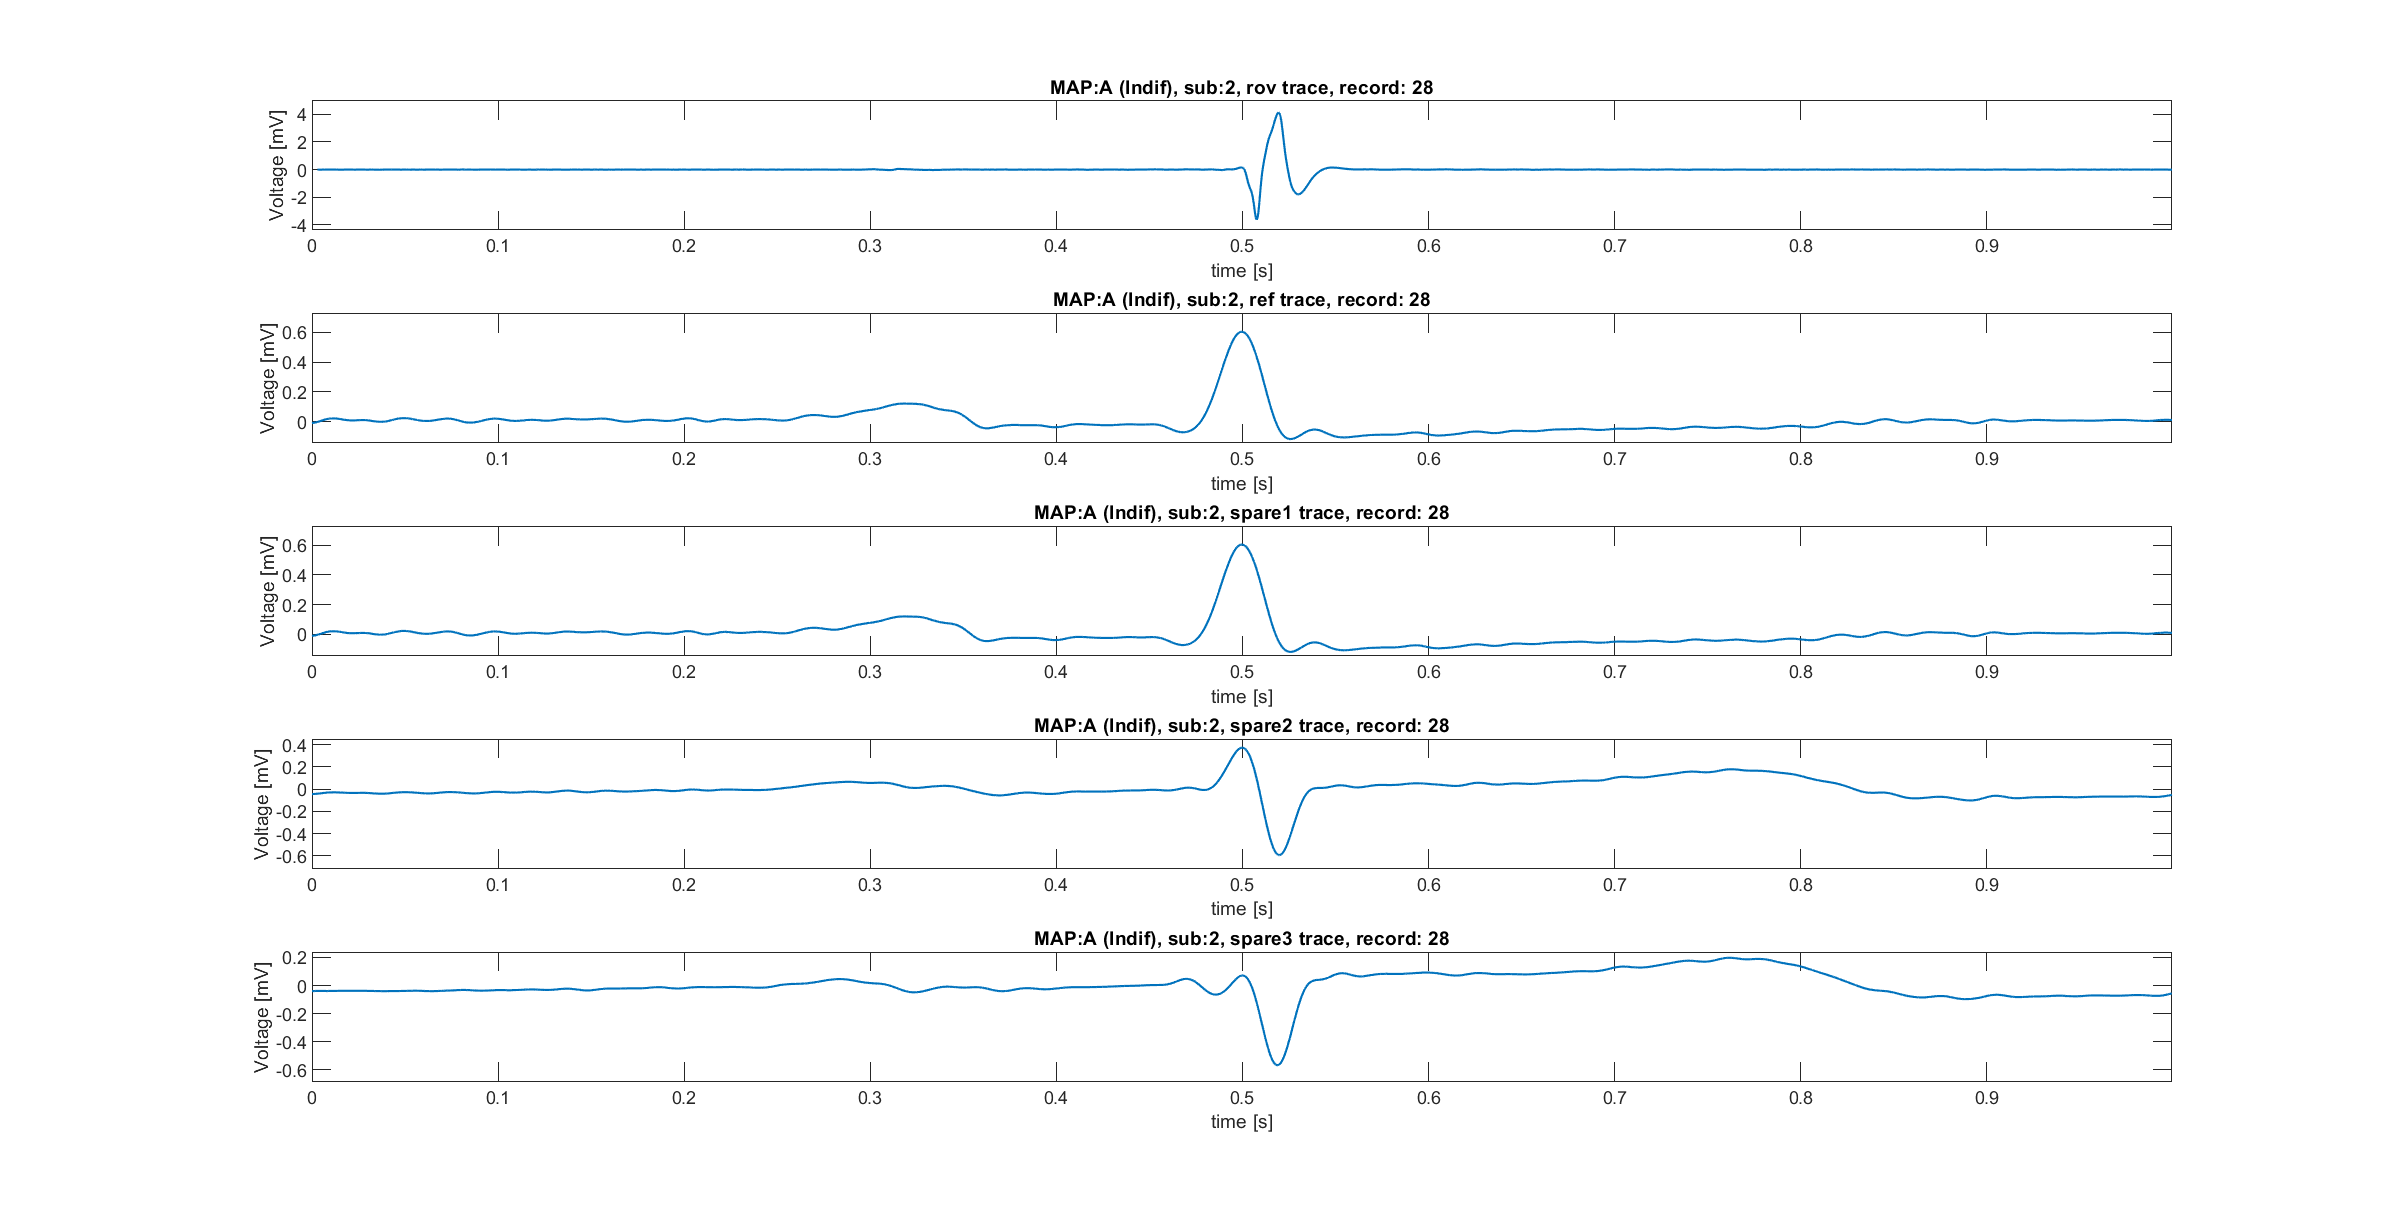 MAP:A (Indif), sub:2, rov trace, record: 28
Voltage [mV]
4
2
0
-2
-4
0 0.1 0.2 0.3 0.4 0.5 0.6 0.7 0.8 0.9
time [s]
MAP:A (Indif), sub:2, ref trace, record: 28
Voltage [mV]
0.6
0.4
0.2
0
0 0.1 0.2 0.3 0.4 0.5 0.6 0.7 0.8 0.9
time [s]
MAP:A (Indif), sub:2, spare1 trace, record: 28
Voltage [mV]
0.6
0.4
0.2
0
0 0.1 0.2 0.3 0.4 0.5 0.6 0.7 0.8 0.9
time [s]
MAP:A (Indif), sub:2, spare2 trace, record: 28
Voltage [mV]
0.4
0.2
0
-0.2
-0.4
-0.6
0 0.1 0.2 0.3 0.4 0.5 0.6 0.7 0.8 0.9
time [s]
MAP:A (Indif), sub:2, spare3 trace, record: 28
Voltage [mV]
0.2
0
-0.2
-0.4
-0.6
0 0.1 0.2 0.3 0.4 0.5 0.6 0.7 0.8 0.9
time [s]